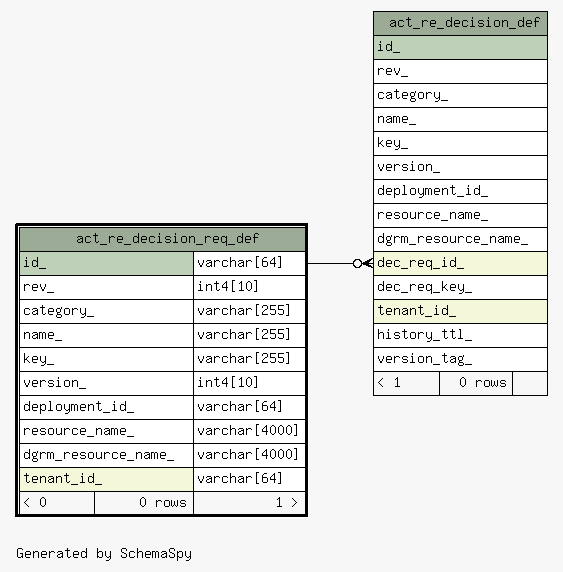 act_re_decision_def
id_
rev_
category_
name_
key_
version_
deployment_id_
resource_name_
dgrm_resource_name_
dec_req_id_
dec_req_key_
tenant_id_
history_ttl_
version_tag_
< 1 0 rows
act_re_decision_req_def
id_ varchar[64]
rev_ int4[10]
category_ varchar[255]
name_ varchar[255]
key_ varchar[255]
version_ int4[10]
deployment_id_ varchar[64]
resource_name_ varchar[4000]
dgrm_resource_name_ varchar[4000]
tenant_id_ varchar[64]
< 0 0 rows 1 >
Generated by SchemaSpy